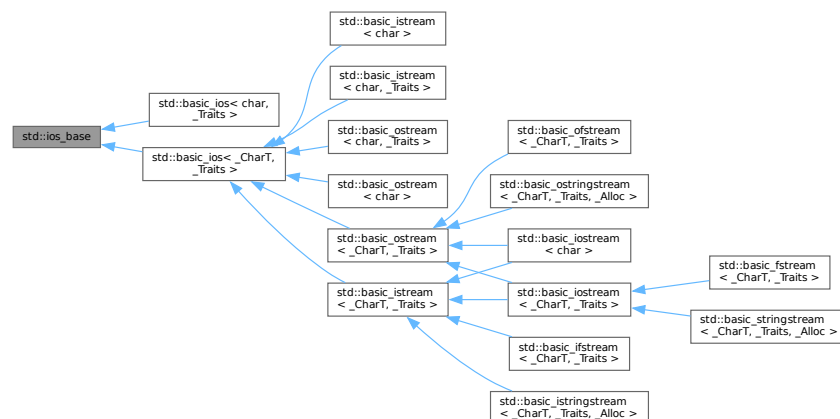 std::basic_istream
< char >
std::basic_istream
< char, _Traits >
std::basic_ios< char,
_Traits >
std::ios_base
std::basic_ios< _CharT,
_Traits >
std::basic_ostream
< char, _Traits >
std::basic_ostream
< char >
std::basic_ofstream
< _CharT, _Traits >
std::basic_ostringstream
< _CharT, _Traits, _Alloc >
std::basic_ostream
< _CharT, _Traits >
std::basic_iostream
< char >
std::basic_istream
< _CharT, _Traits >
std::basic_iostream
< _CharT, _Traits >
std::basic_fstream
< _CharT, _Traits >
std::basic_stringstream
< _CharT, _Traits, _Alloc >
std::basic_ifstream
< _CharT, _Traits >
std::basic_istringstream
< _CharT, _Traits, _Alloc >